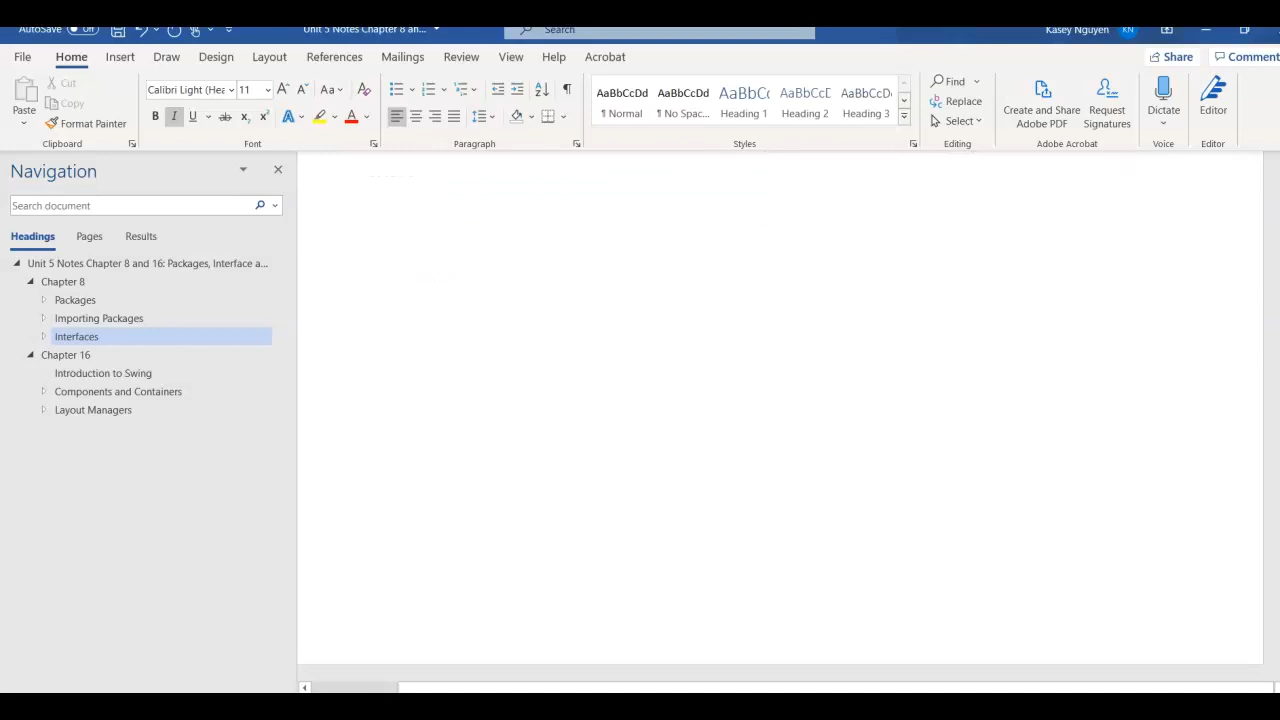 AutoSave Off Unit 5 Notes Chapter 8 an... Search Kasey Nguyen KN
File Home Insert Draw Design Layout References Mailings Review View Help Acrobat Share Comment
Paste Cut Copy Format Painter
Clipboard
Calibri Light (Hea 11
Font
Paragraph
AaBbCcDd AaBbCcDd AaBbCc AaBbCcD AaBbCcD
¶ Normal ¶ No Spac... Heading 1 Heading 2 Heading 3
Styles
Find
Replace
Select
Editing
Create and Share
Adobe PDF
Request
Signatures
Adobe Acrobat
Dictate
Voice
Editor
Editor
Navigation
Search document
Headings Pages Results
Unit 5 Notes Chapter 8 and 16: Packages, Interface a...
Chapter 8
Packages
Importing Packages
Interfaces
Chapter 16
Introduction to Swing
Components and Containers
Layout Managers